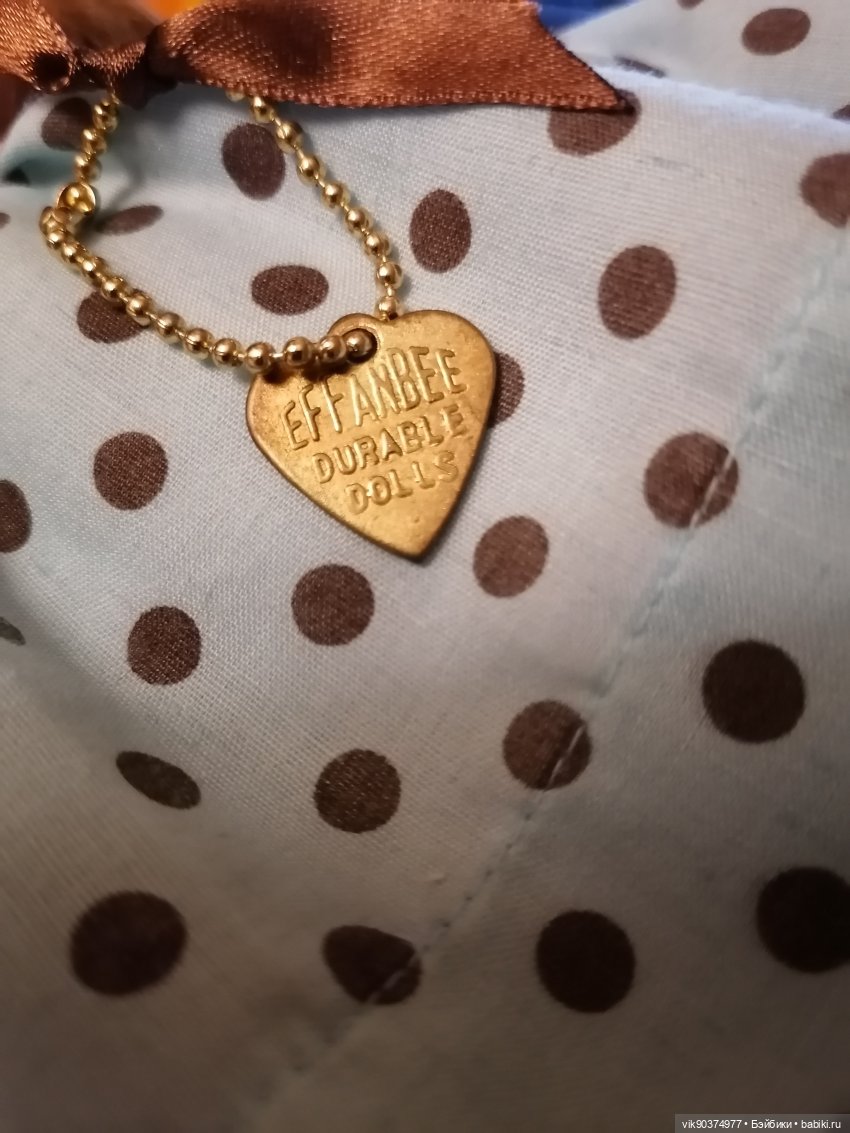 EFFANBEE
DURABLE
DOLLS
vik90374977 • Бэйбики • babiki.ru